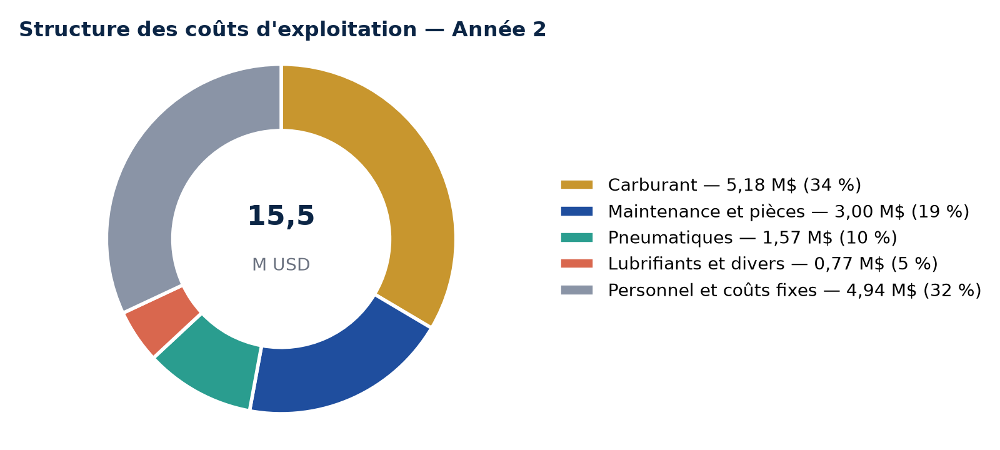 Structure des coûts d'exploitation — Année 2
15,5
M USD
Carburant — 5,18 M$ (34 %)
Maintenance et pièces — 3,00 M$ (19 %)
Pneumatiques — 1,57 M$ (10 %)
Lubrifiants et divers — 0,77 M$ (5 %)
Personnel et coûts fixes — 4,94 M$ (32 %)